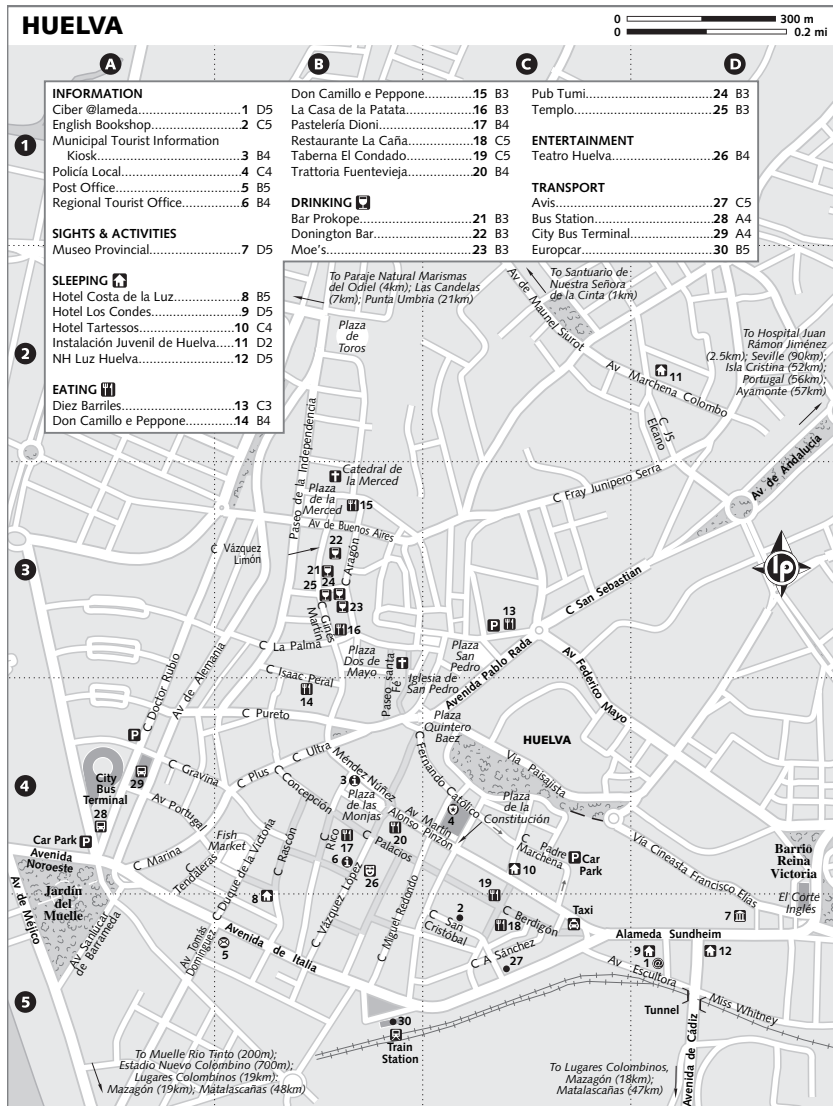 HUELVA
0 300 m
0 0.2 mi
A
B
C
D
1
2
3
4
5
INFORMATION
Ciber @lameda....................1 D5
English Bookshop....................2 C5
Municipal Tourist Information
Kiosk....................3 B4
Policía Local....................4 C4
Post Office....................5 B5
Regional Tourist Office....................6 B4
SIGHTS & ACTIVITIES
Museo Provincial....................7 D5
SLEEPING
Hotel Costa de la Luz....................8 B5
Hotel Los Condes....................9 D5
Hotel Tartessos....................10 C4
Instalación Juvenil de Huelva.....11 D2
NH Luz Huelva....................12 D5
EATING
Diez Barriles....................13 C3
Don Camillo e Peppone....................14 B4
Don Camillo e Peppone....................15 B3
La Casa de la Patata....................16 B3
Pastelería Dioni....................17 B4
Restaurante La Caña....................18 C5
Taberna El Condado....................19 C5
Trattoria Fuentevieja....................20 B4
DRINKING
Bar Prokope....................21 B3
Donington Bar....................22 B3
Moe's....................23 B3
Pub Tumi....................24 B3
Templo....................25 B3
ENTERTAINMENT
Teatro Huelva....................26 B4
TRANSPORT
Avis....................27 C5
Bus Station....................28 A4
City Bus Terminal....................29 A4
Europcar....................30 B5
To Paraje Natural Marismas
del Odiel (4km); Las Candelas
(7km); Punta Umbria (21km)
To Santuario de
Nuestra Señora
de la Cinta (1km)
Av de Maunel Siurot
Plaza
de
Toros
To Hospital Juan
Rámon Jiménez
(2.5km); Seville (90km);
Isla Cristina (52km);
Portugal (56km);
Ayamonte (57km)
11
Av Marchena Colombo
C JS
Elcano
Paseo de la Independencia
Catedral de
la Merced
Plaza
de la
Merced
15
Av de Buenos Aires
C Fray Junipero Serra
Av de Andalucía
C Vázquez
Limón
22
C Aragón
21
24
25
23
C Ginés
Martín
16
C La Palma
Plaza
Dos de
Mayo
Paseo santa
Fé
Iglesia de
San Pedro
Plaza
San
Pedro
P
13
C San Sebastian
lp
Avenida Pablo Rada
Av Federico Mayo
C Isaac Peral
14
C Pureto
C Doctor Rubio
Av de Alemania
Plaza
Quintero
Baez
HUELVA
Via Paisajista
P
C Gravina
C Plus
Ultra
C Concepción
Méndez Núñez
3
Plaza
de las
Monjas
C Fernando Católico
4
Plaza
de la
Constitución
City
Bus
Terminal
29
28
Av Portugal
Fish
Market
Car Park P
Avenida
Noroeste
C Marina
C
Tendaleras
C Duque de la Victoria
C Rascón
C Rico
17
6
26
20
C Palacios
Av Martin
Alonso Pinzón
C Padre
Marchena
P Car
Park
10
Via Cineasta Francisco Elas
Barrio
Reina
Victoria
El Corte
Inglés
Jardín
del
Muelle
Av de Méjico
Av Sanlúcar
de Barrameda
8
C Vázquez López
C Miguel Redondo
19
2
18
C San
Cristóbal
C Berdigón
Taxi
7
Alameda Sundheim
9
1
12
Av Tomás
Domínguez
5
Avenida de Italia
C A Sánchez
27
Av Escultora
Miss Whitney
Tunnel
30
Train
Station
Avenida de Cádiz
To Muelle Rio Tinto (200m);
Estadio Nuevo Colombino (700m);
Lugares Colombinos (19km);
Mazagón (19km); Matalascañas (48km)
To Lugares Colombinos,
Mazagón (18km);
Matalascañas (47km)